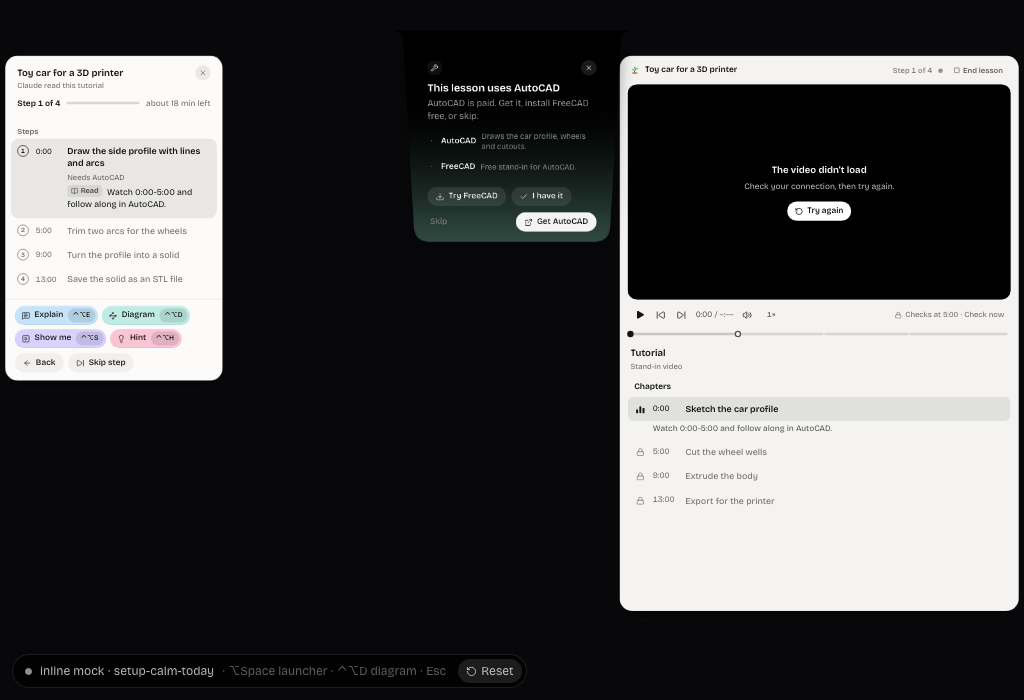 Toy car for a 3D printer
Claude read this tutorial
Step 1 of 4 about 18 min left
Steps
1 0:00 Draw the side profile with lines
and arcs
Needs AutoCAD
Read Watch 0:00-5:00 and
follow along in AutoCAD.
2 5:00 Trim two arcs for the wheels
3 9:00 Turn the profile into a solid
4 13:00 Save the solid as an STL file
Explain ^⌥E Diagram ^⌥D
Show me ^⌥S Hint ^⌥H
Back Skip step
This lesson uses AutoCAD
AutoCAD is paid. Get it, install FreeCAD
free, or skip.
· AutoCAD Draws the car profile, wheels
and cutouts.
· FreeCAD Free stand-in for AutoCAD.
Try FreeCAD I have it
Skip Get AutoCAD
Toy car for a 3D printer Step 1 of 4 End lesson
The video didn't load
Check your connection, then try again.
Try again
0:00 / –:–– 1× Checks at 5:00 · Check now
Tutorial
Stand-in video
Chapters
0:00 Sketch the car profile
Watch 0:00-5:00 and follow along in AutoCAD.
5:00 Cut the wheel wells
9:00 Extrude the body
13:00 Export for the printer
inline mock · setup-calm-today · ⌥Space launcher · ^⌥D diagram · Esc Reset